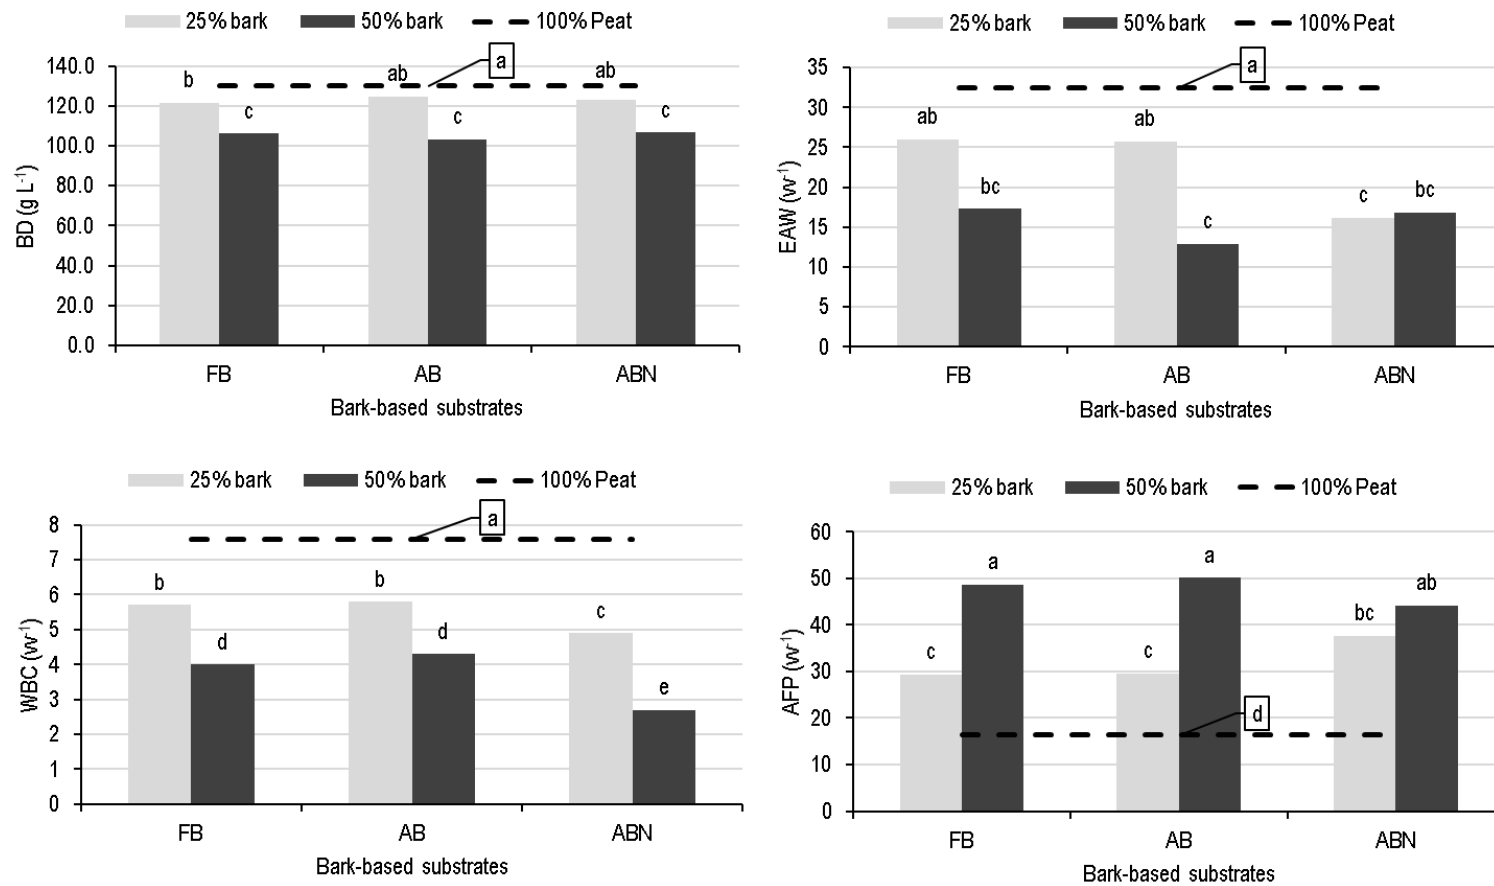 25% bark 50% bark 100% Peat
a
140.0
120.0
100.0
80.0
60.0
40.0
20.0
0.0
BD (g L-1)
b c ab c ab c
FB AB ABN
Bark-based substrates
25% bark 50% bark 100% Peat
a
35
30
25
20
15
10
5
0
EAW (vv-1)
ab bc ab c c bc
FB AB ABN
Bark-based substrates
25% bark 50% bark 100% Peat
a
8
7
6
5
4
3
2
1
0
WBC (vv-1)
b d b d c e
FB AB ABN
Bark-based substrates
25% bark 50% bark 100% Peat
60
50
40
30
20
10
0
AFP (vv-1)
c a c a bc ab
d
FB AB ABN
Bark-based substrates